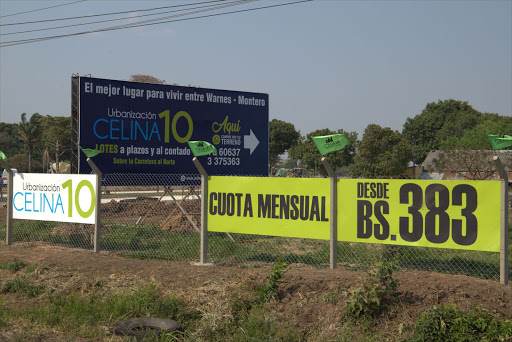 El mejor lugar para vivir entre Warnes - Montero
Urbanización
CELINA 10
LOTES a plazos y al contado
Sobre la Carretera al Norte
Aquí
TERRENO
60637
3 375363
Urbanización
CELINA 10
CUOTA MENSUAL
DESDE
BS. 383